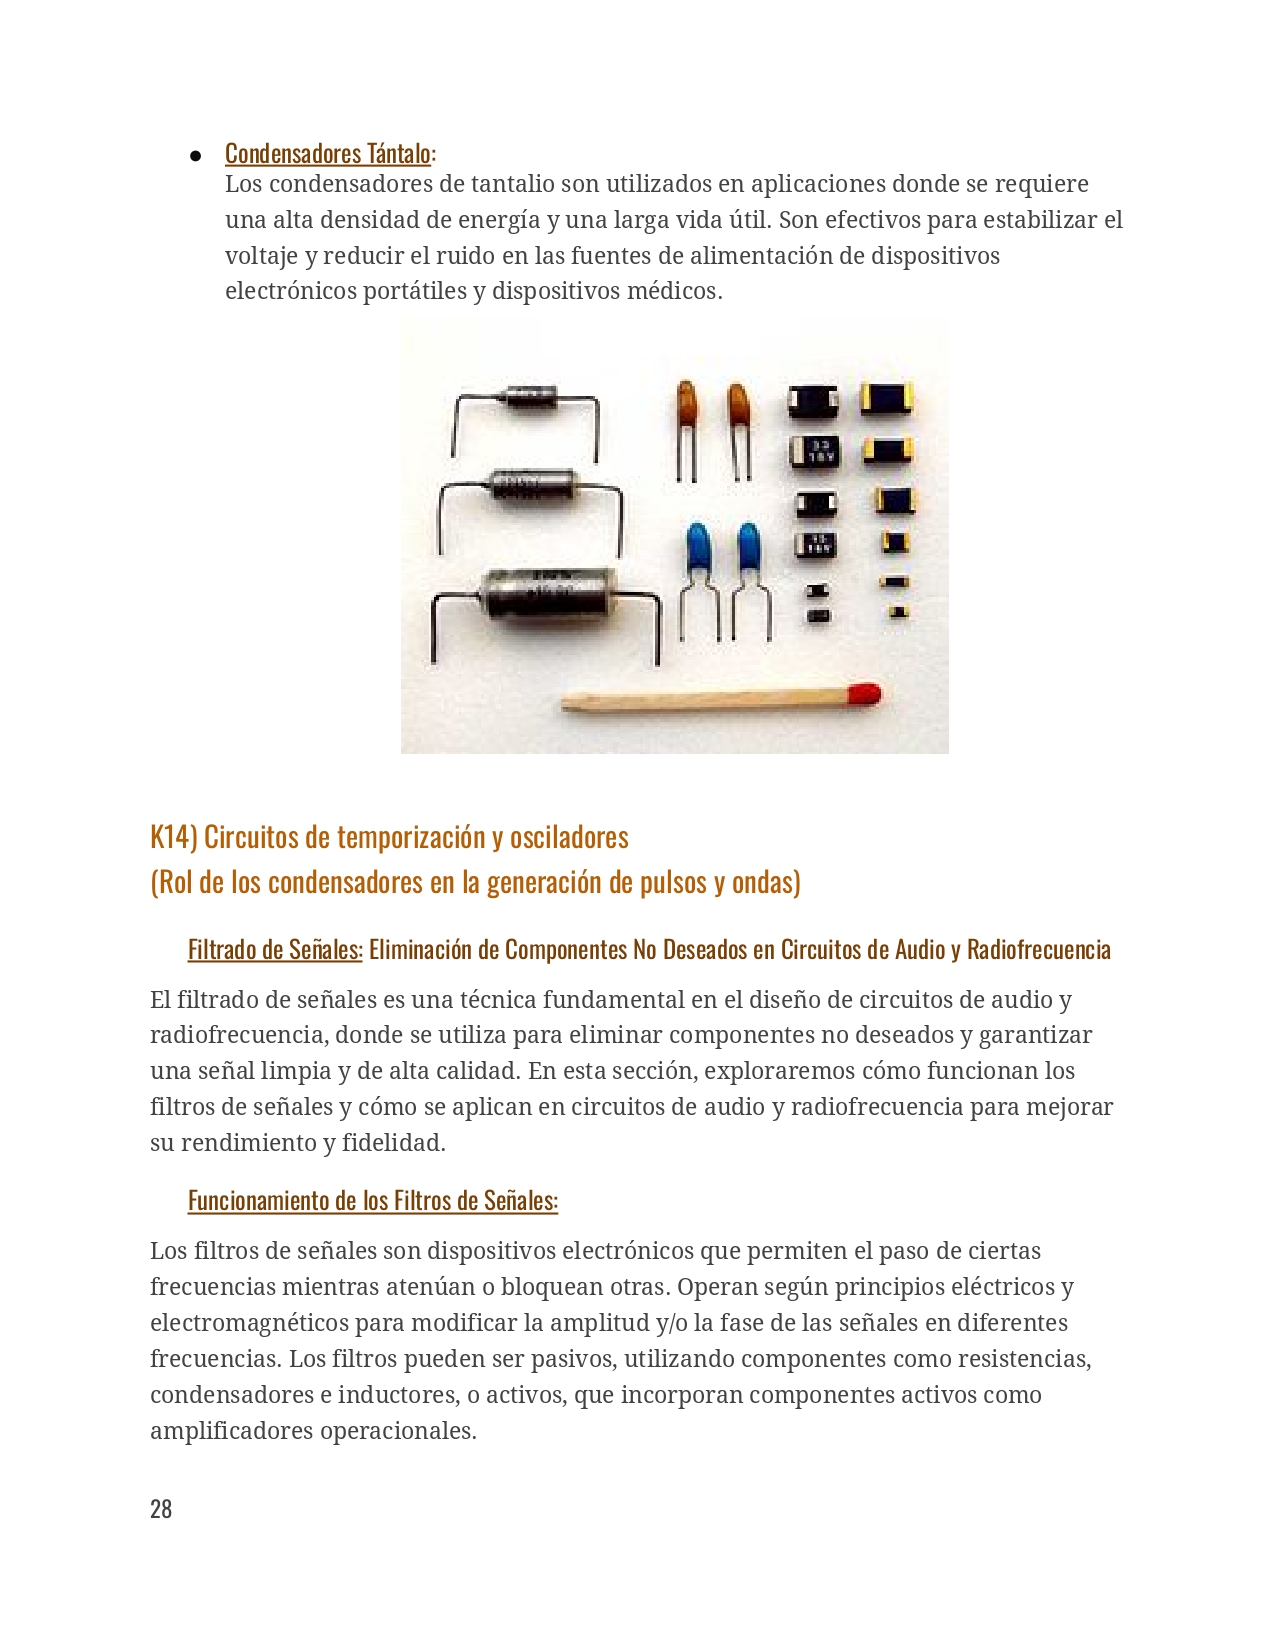 ● Condensadores Tántalo:
Los condensadores de tantalio son utilizados en aplicaciones donde se requiere
una alta densidad de energía y una larga vida útil. Son efectivos para estabilizar el
voltaje y reducir el ruido en las fuentes de alimentación de dispositivos
electrónicos portátiles y dispositivos médicos.
33
16V
15
16V
K14) Circuitos de temporización y osciladores
(Rol de los condensadores en la generación de pulsos y ondas)
Filtrado de Señales: Eliminación de Componentes No Deseados en Circuitos de Audio y Radiofrecuencia
El filtrado de señales es una técnica fundamental en el diseño de circuitos de audio y
radiofrecuencia, donde se utiliza para eliminar componentes no deseados y garantizar
una señal limpia y de alta calidad. En esta sección, exploraremos cómo funcionan los
filtros de señales y cómo se aplican en circuitos de audio y radiofrecuencia para mejorar
su rendimiento y fidelidad.
Funcionamiento de los Filtros de Señales:
Los filtros de señales son dispositivos electrónicos que permiten el paso de ciertas
frecuencias mientras atenúan o bloquean otras. Operan según principios eléctricos y
electromagnéticos para modificar la amplitud y/o la fase de las señales en diferentes
frecuencias. Los filtros pueden ser pasivos, utilizando componentes como resistencias,
condensadores e inductores, o activos, que incorporan componentes activos como
amplificadores operacionales.
28